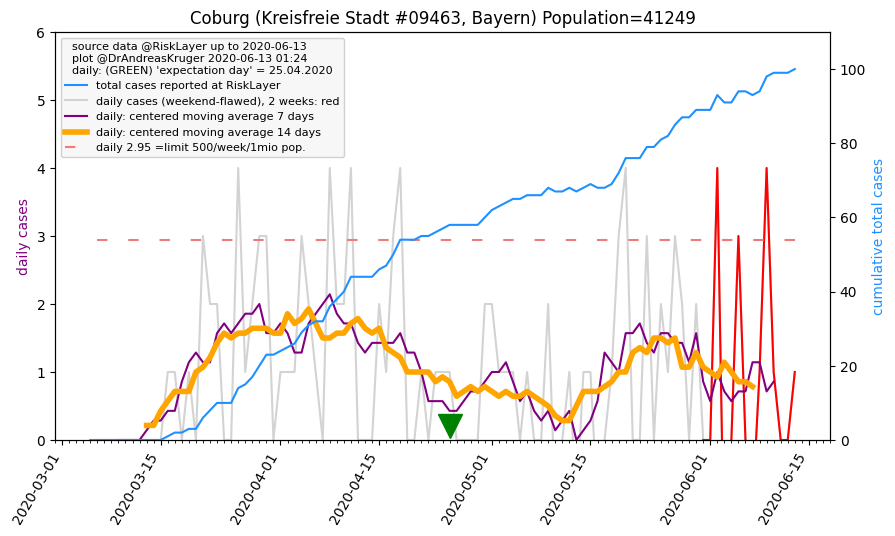 Coburg (Kreisfreie Stadt #09463, Bayern) Population=41249
source data @RiskLayer up to 2020-06-13
plot @DrAndreasKruger 2020-06-13 01:24
daily: (GREEN) 'expectation day' = 25.04.2020
total cases reported at RiskLayer
daily cases (weekend-flawed), 2 weeks: red
daily: centered moving average 7 days
daily: centered moving average 14 days
daily 2.95 =limit 500/week/1mio pop.
daily cases
6
5
4
3
2
1
0
cumulative total cases
100
80
60
40
20
0
2020-03-01
2020-03-15
2020-04-01
2020-04-15
2020-05-01
2020-05-15
2020-06-01
2020-06-15